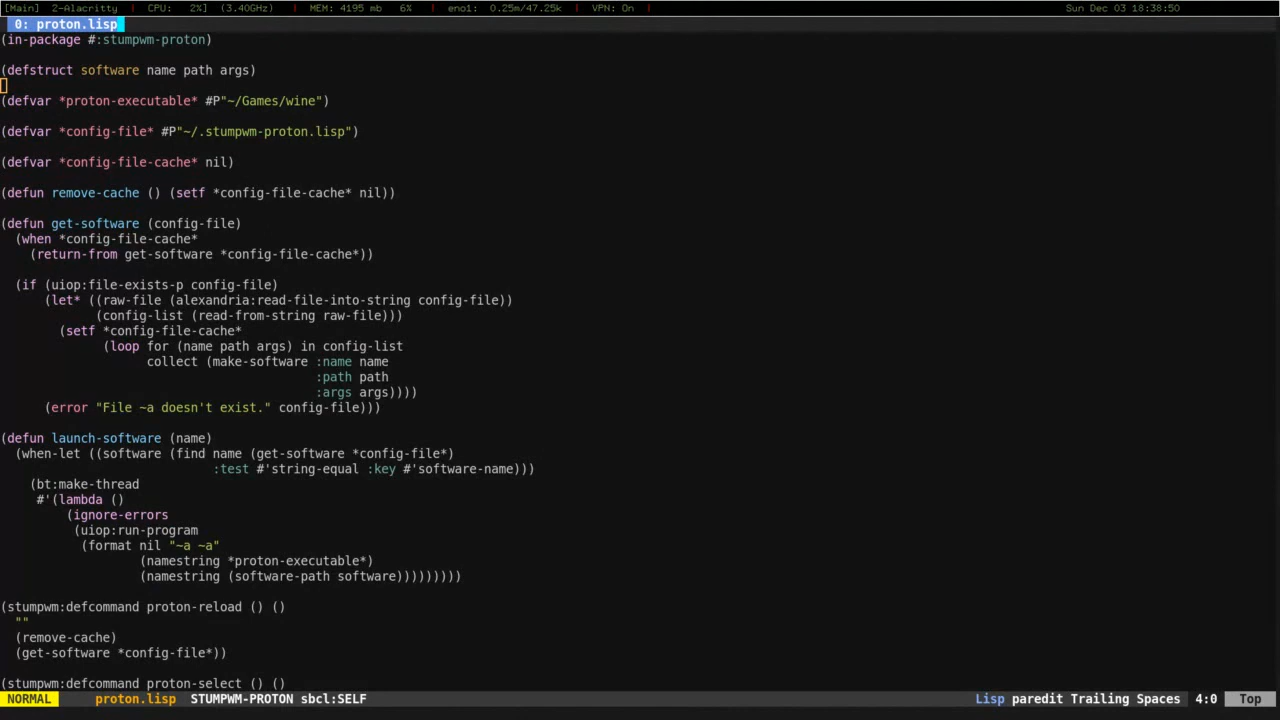 [Main] 2-Alacritty | CPU: 2%] (3.40GHz) | MEM: 4195 mb 6% | eno1: 0.25m/47.25k | VPN: On | Sun Dec 03 18:38:50
0: proton.lisp
(in-package #:stumpwm-proton)
(defstruct software name path args)
(defvar *proton-executable* #P"~/Games/wine")
(defvar *config-file* #P"~/.stumpwm-proton.lisp")
(defvar *config-file-cache* nil)
(defun remove-cache () (setf *config-file-cache* nil))
(defun get-software (config-file)
  (when *config-file-cache*
    (return-from get-software *config-file-cache*))
  (if (uiop:file-exists-p config-file)
      (let* ((raw-file (alexandria:read-file-into-string config-file))
             (config-list (read-from-string raw-file)))
        (setf *config-file-cache*
              (loop for (name path args) in config-list
                    collect (make-software :name name
                                           :path path
                                           :args args))))
      (error "File ~a doesn't exist." config-file)))
(defun launch-software (name)
  (when-let ((software (find name (get-software *config-file*)
                             :test #'string-equal :key #'software-name)))
    (bt:make-thread
     #'(lambda ()
         (ignore-errors
          (uiop:run-program
           (format nil "~a ~a"
                   (namestring *proton-executable*)
                   (namestring (software-path software)))))))))
(stumpwm:defcommand proton-reload () ()
  ""
  (remove-cache)
  (get-software *config-file*))
(stumpwm:defcommand proton-select () ()
NORMAL proton.lisp STUMPWM-PROTON sbcl:SELF Lisp paredit Trailing Spaces 4:0 Top